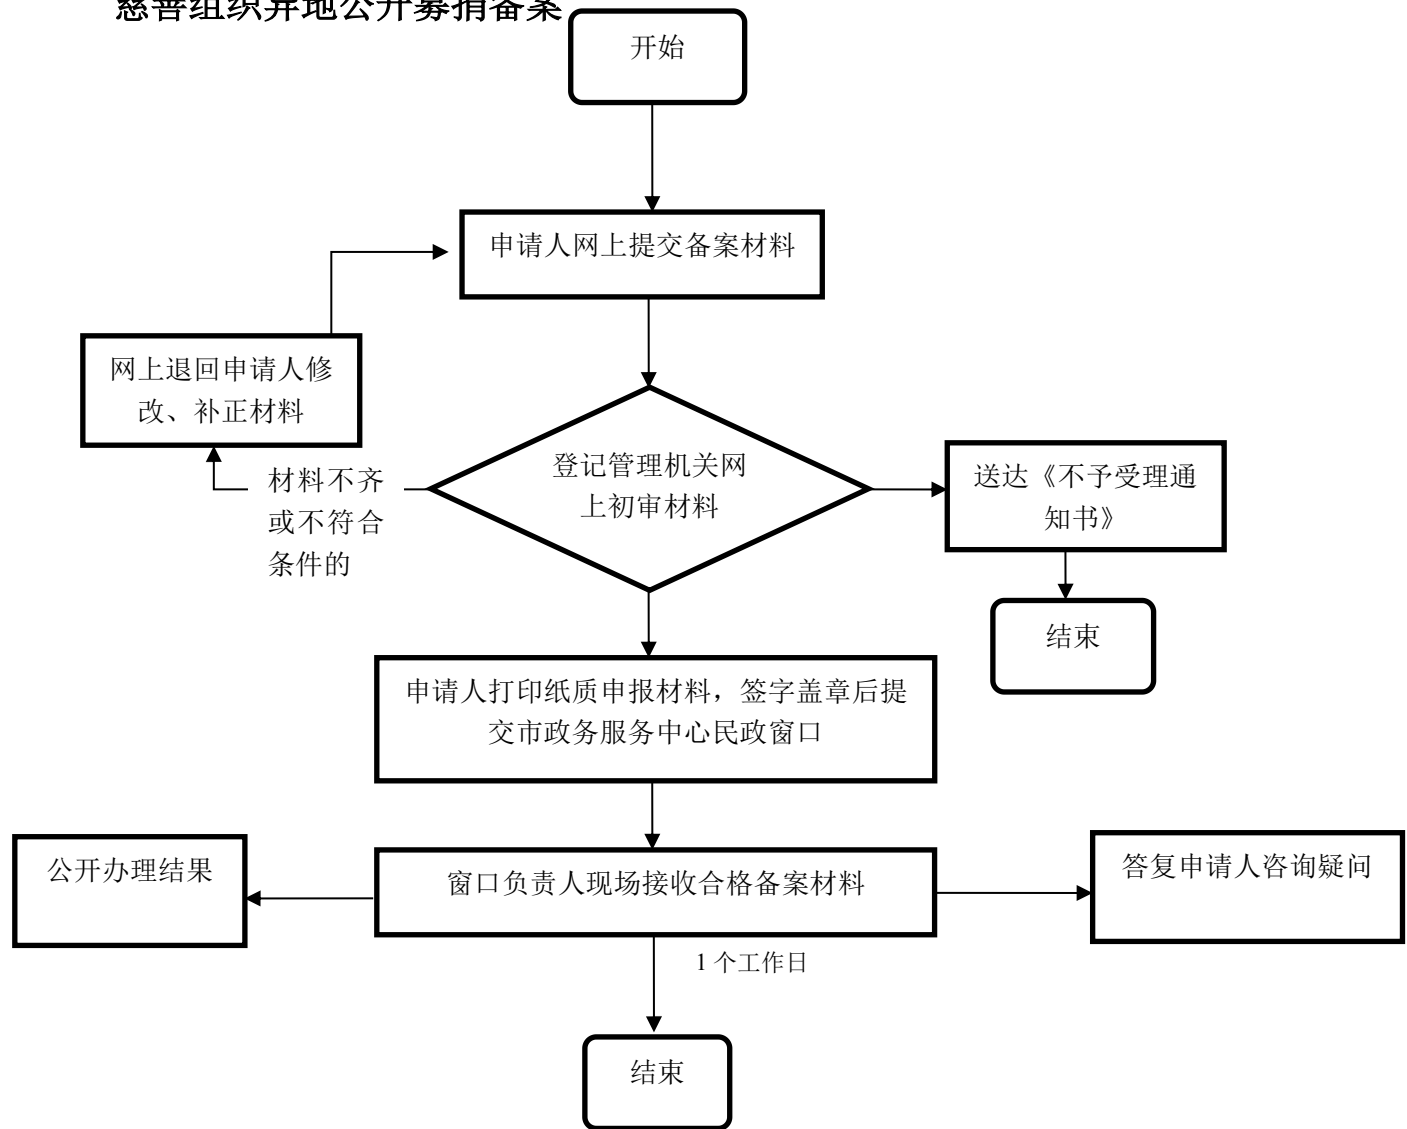 慈善组织异地公开募捐备案
开始
申请人网上提交备案材料
网上退回申请人修
改、补正材料
材料不齐
或不符合
条件的
登记管理机关网
上初审材料
送达《不予受理通
知书》
结束
申请人打印纸质申报材料，签字盖章后提
交市政务服务中心民政窗口
公开办理结果
窗口负责人现场接收合格备案材料
答复申请人咨询疑问
1 个工作日
结束